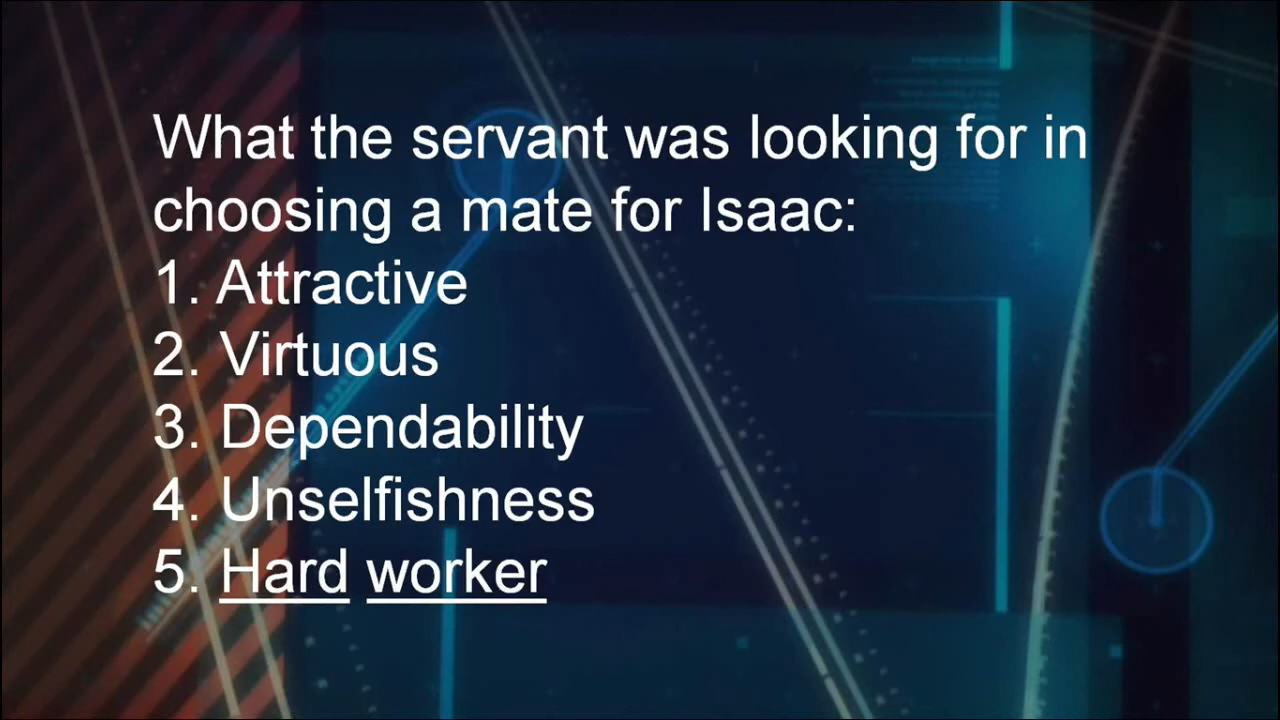 What the servant was looking for in
choosing a mate for Isaac:
1. Attractive
2. Virtuous
3. Dependability
4. Unselfishness
5. Hard worker